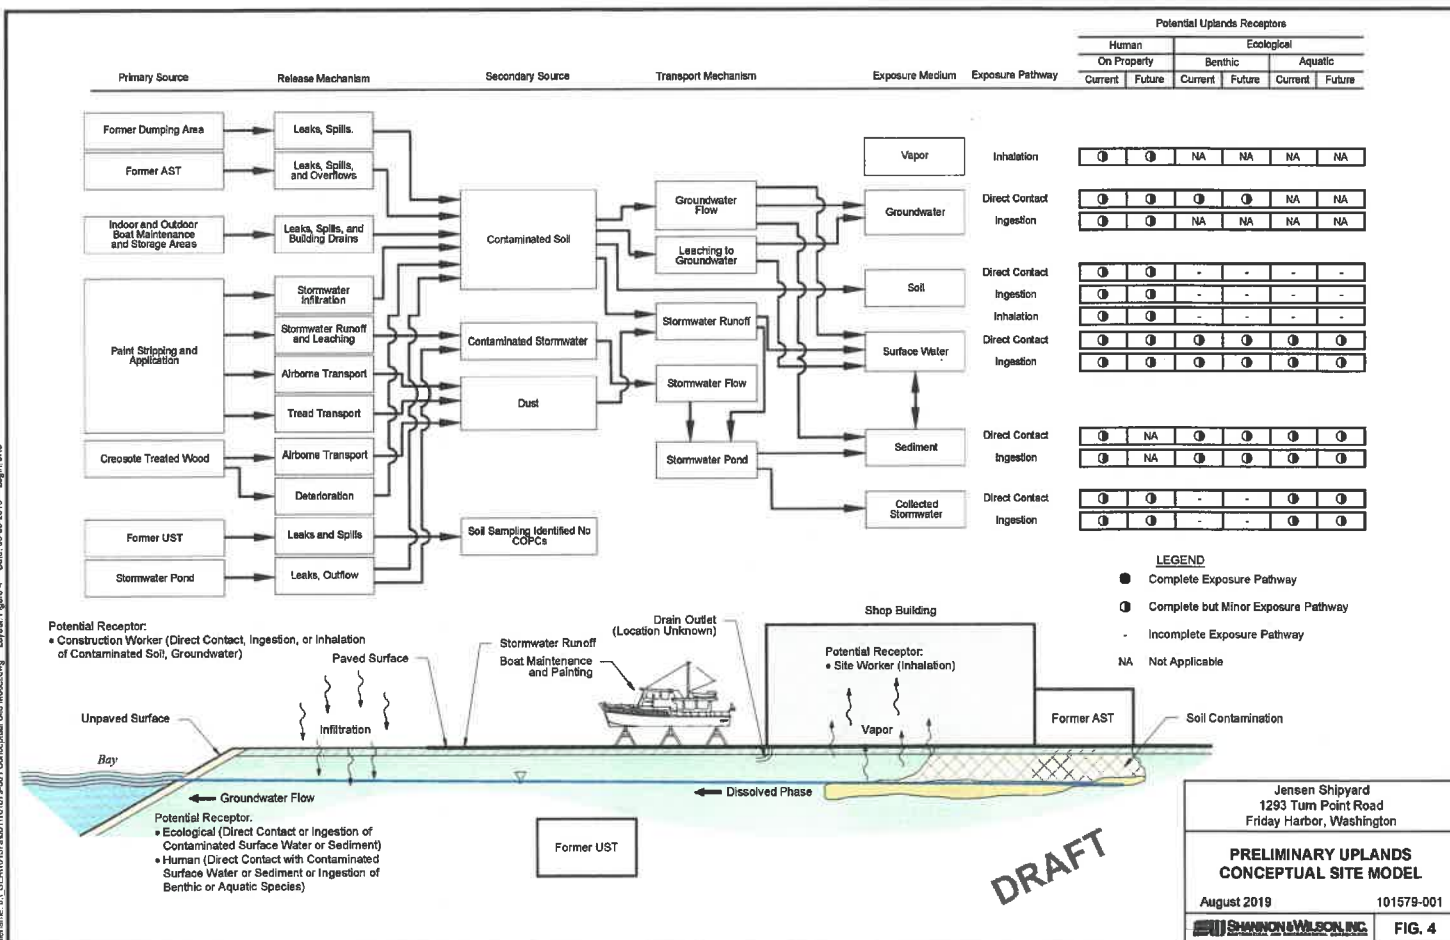 Potential Uplands Receptors
Human Ecological
On Property Benthic Aquatic
Primary Source Release Mechanism Secondary Source Transport Mechanism Exposure Medium Exposure Pathway Current Future Current Future Current Future
Former Dumping Area
Leaks, Spills.
Former AST
Leaks, Spills,
and Overflows
Indoor and Outdoor
Boat Maintenance
and Storage Areas
Leaks, Spills, and
Building Drains
Paint Stripping and
Application
Stormwater
Infiltration
Stormwater Runoff
and Leaching
Airborne Transport
Tread Transport
Creosote Treated Wood
Airborne Transport
Deterioration
Former UST
Leaks and Spills
Stormwater Pond
Leaks, Outflow
Contaminated Soil
Contaminated Stormwater
Dust
Soil Sampling Identified No
COPCs
Groundwater
Flow
Leaching to
Groundwater
Stormwater Runoff
Stormwater Flow
Stormwater Pond
Vapor
Inhalation NA NA NA NA
Groundwater
Direct Contact NA NA
Ingestion NA NA NA NA
Soil
Direct Contact - - - -
Ingestion - - - -
Inhalation - - - -
Surface Water
Direct Contact
Ingestion
Sediment
Direct Contact NA
Ingestion NA
Collected
Stormwater
Direct Contact - -
Ingestion - -
LEGEND
Complete Exposure Pathway
Complete but Minor Exposure Pathway
- Incomplete Exposure Pathway
NA Not Applicable
Potential Receptor:
• Construction Worker (Direct Contact, Ingestion, or Inhalation
of Contaminated Soil, Groundwater)
Paved Surface
Stormwater Runoff
Boat Maintenance
and Painting
Drain Outlet
(Location Unknown)
Shop Building
Potential Receptor:
• Site Worker (Inhalation)
Former AST
Soil Contamination
Unpaved Surface
Infiltration
Vapor
Bay
Groundwater Flow
Dissolved Phase
Potential Receptor.
• Ecological (Direct Contact or Ingestion of
Contaminated Surface Water or Sediment)
• Human (Direct Contact with Contaminated
Surface Water or Sediment or Ingestion of
Benthic or Aquatic Species)
Former UST
DRAFT
Jensen Shipyard
1293 Turn Point Road
Friday Harbor, Washington
PRELIMINARY UPLANDS
CONCEPTUAL SITE MODEL
August 2019 101579-001
SHANNON & WILSON, INC.
FIG. 4